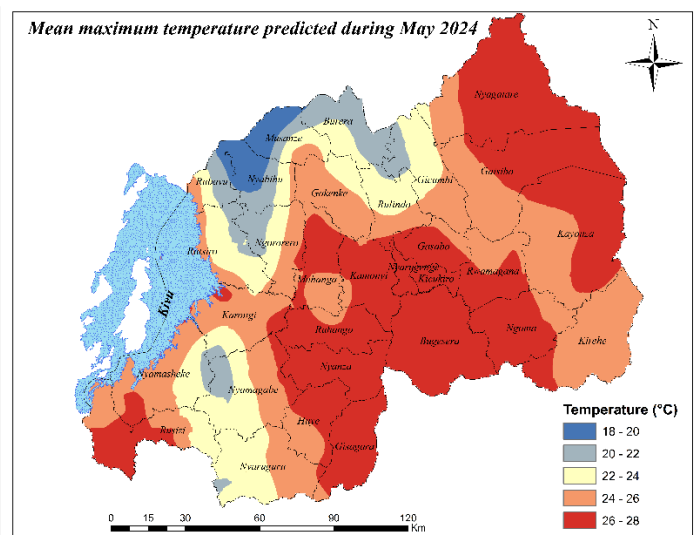 Mean maximum temperature predicted during May 2024
N
Nyagatare
Burera
Musanze
Rubavu
Nyabihu
Gicumbi
Gatsibo
Gakenke
Rulindo
Ngororero
Rutsiro
Kayonza
Gasabo
Nyarugenge
Rwamagana
Kicukiro
Muhanga
Kamonyi
Kivu
Karongi
Ruhango
Bugesera
Ngoma
Kirehe
Nyanza
Nyamasheke
Nyamagabe
Huye
Gisagara
Rusizi
Nyaruguru
Temperature (°C)
18 - 20
20 - 22
22 - 24
24 - 26
26 - 28
0 15 30 60 90 120
Km